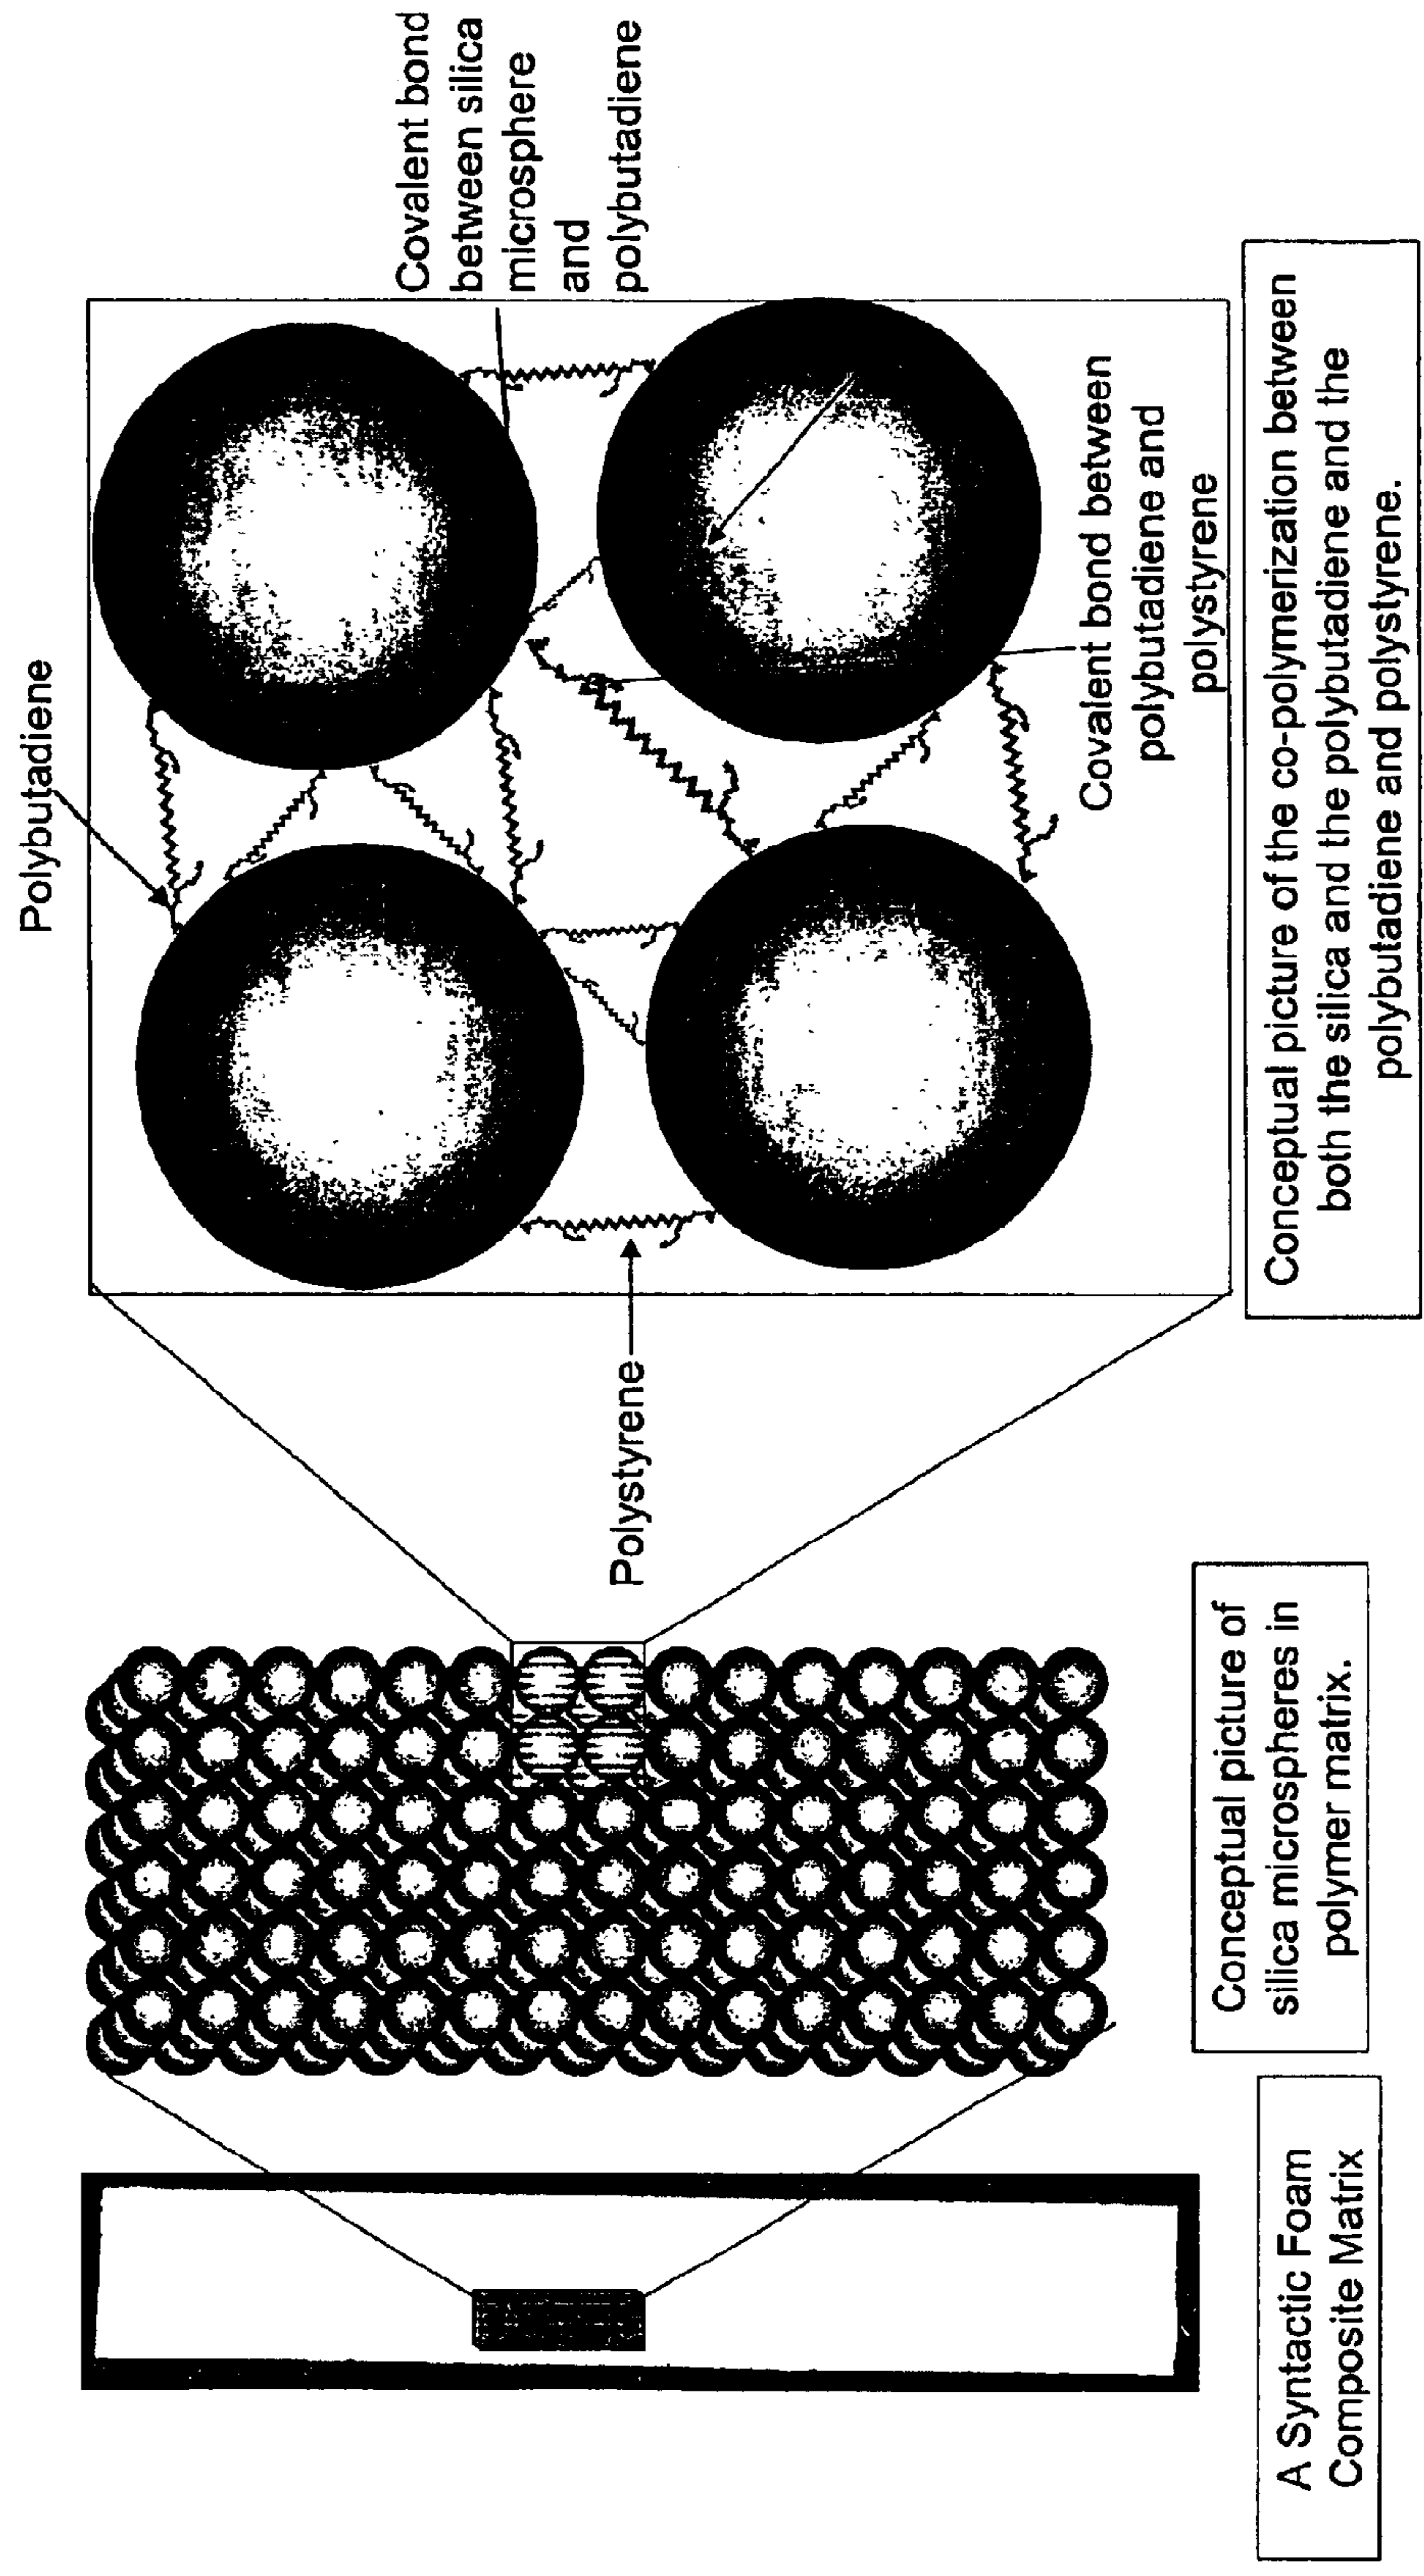 Polybutadiene
Covalent bond
between silica
microsphere
and
polybutadiene
Polystyrene
Covalent bond between
polybutadiene and
polystyrene
A Syntactic Foam
Composite Matrix
Conceptual picture of
silica microspheres in
polymer matrix.
Conceptual picture of the co-polymerization between
both the silica and the polybutadiene and the
polybutadiene and polystyrene.